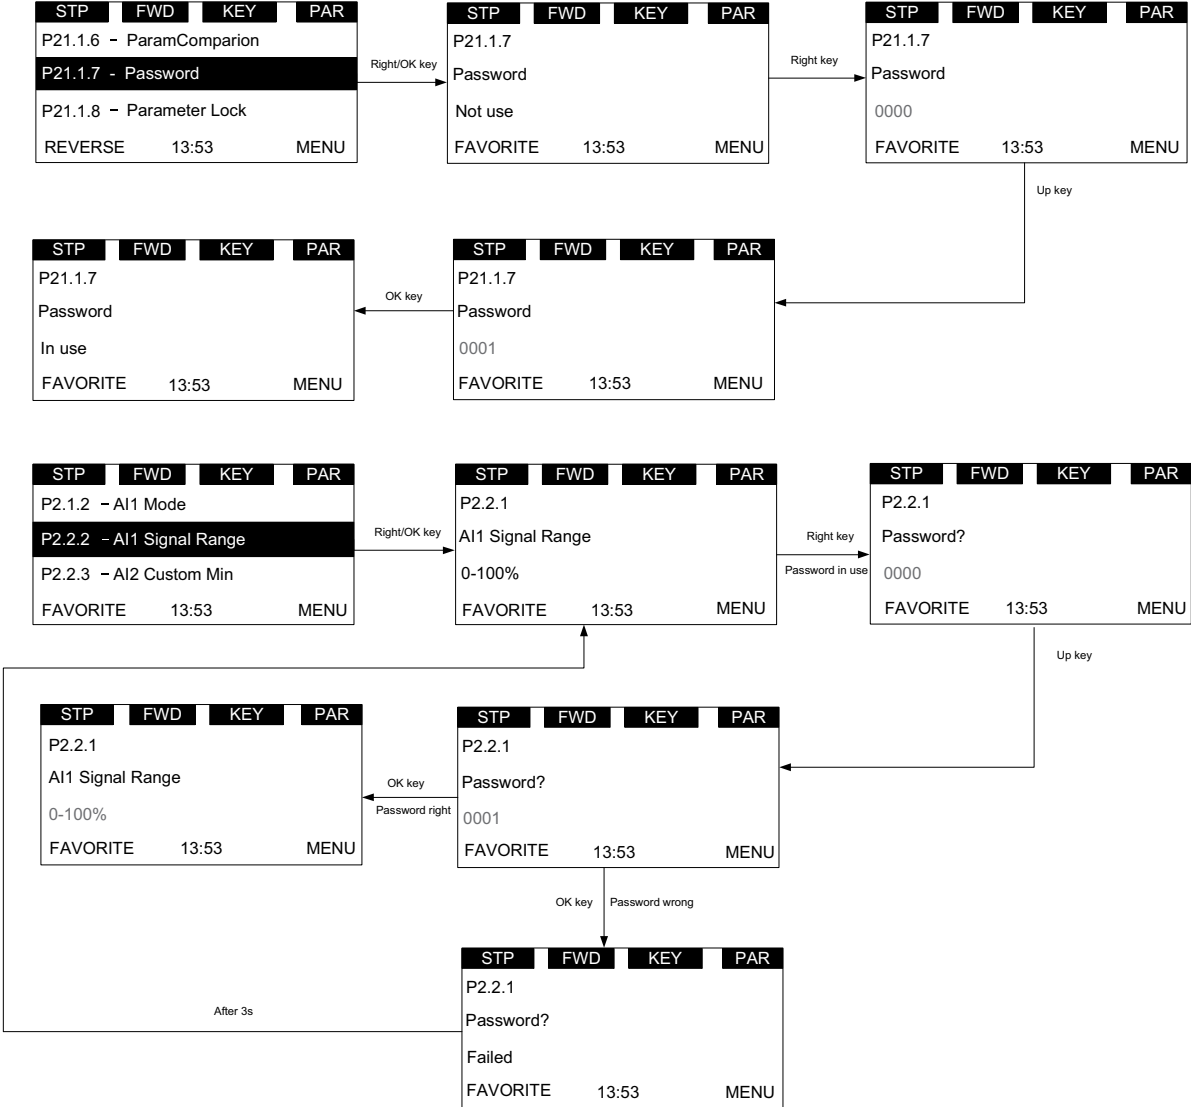 STP FWD KEY PAR
P21.1.6 – ParamComparion
P21.1.7 - Password
P21.1.8 – Parameter Lock
REVERSE 13:53 MENU
Right/OK key
STP FWD KEY PAR
P21.1.7
Password
Not use
FAVORITE 13:53 MENU
Right key
STP FWD KEY PAR
P21.1.7
Password
0000
FAVORITE 13:53 MENU
Up key
STP FWD KEY PAR
P21.1.7
Password
0001
FAVORITE 13:53 MENU
OK key
STP FWD KEY PAR
P21.1.7
Password
In use
FAVORITE 13:53 MENU
STP FWD KEY PAR
P2.1.2 – AI1 Mode
P2.2.2 – AI1 Signal Range
P2.2.3 – AI2 Custom Min
FAVORITE 13:53 MENU
Right/OK key
STP FWD KEY PAR
P2.2.1
AI1 Signal Range
0-100%
FAVORITE 13:53 MENU
Right key
Password in use
STP FWD KEY PAR
P2.2.1
Password?
0000
FAVORITE 13:53 MENU
Up key
STP FWD KEY PAR
P2.2.1
Password?
0001
FAVORITE 13:53 MENU
OK key
Password right
STP FWD KEY PAR
P2.2.1
AI1 Signal Range
0-100%
FAVORITE 13:53 MENU
OK key Password wrong
STP FWD KEY PAR
P2.2.1
Password?
Failed
FAVORITE 13:53 MENU
After 3s